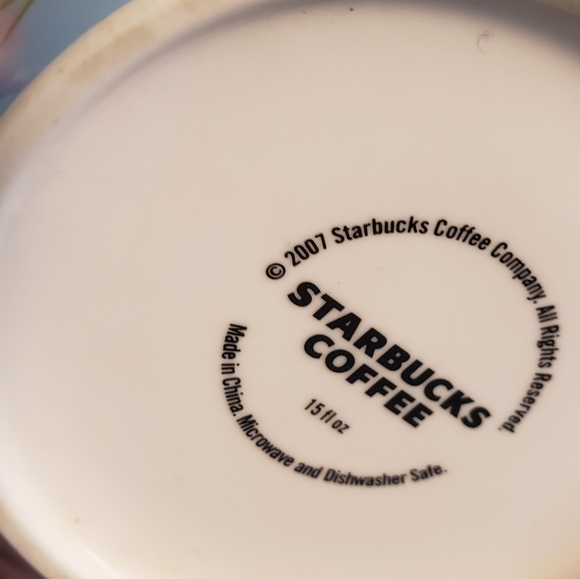 © 2007 Starbucks Coffee Company. All Rights Reserved.
STARBUCKS
COFFEE
15 fl oz
Made in China. Microwave and Dishwasher Safe.